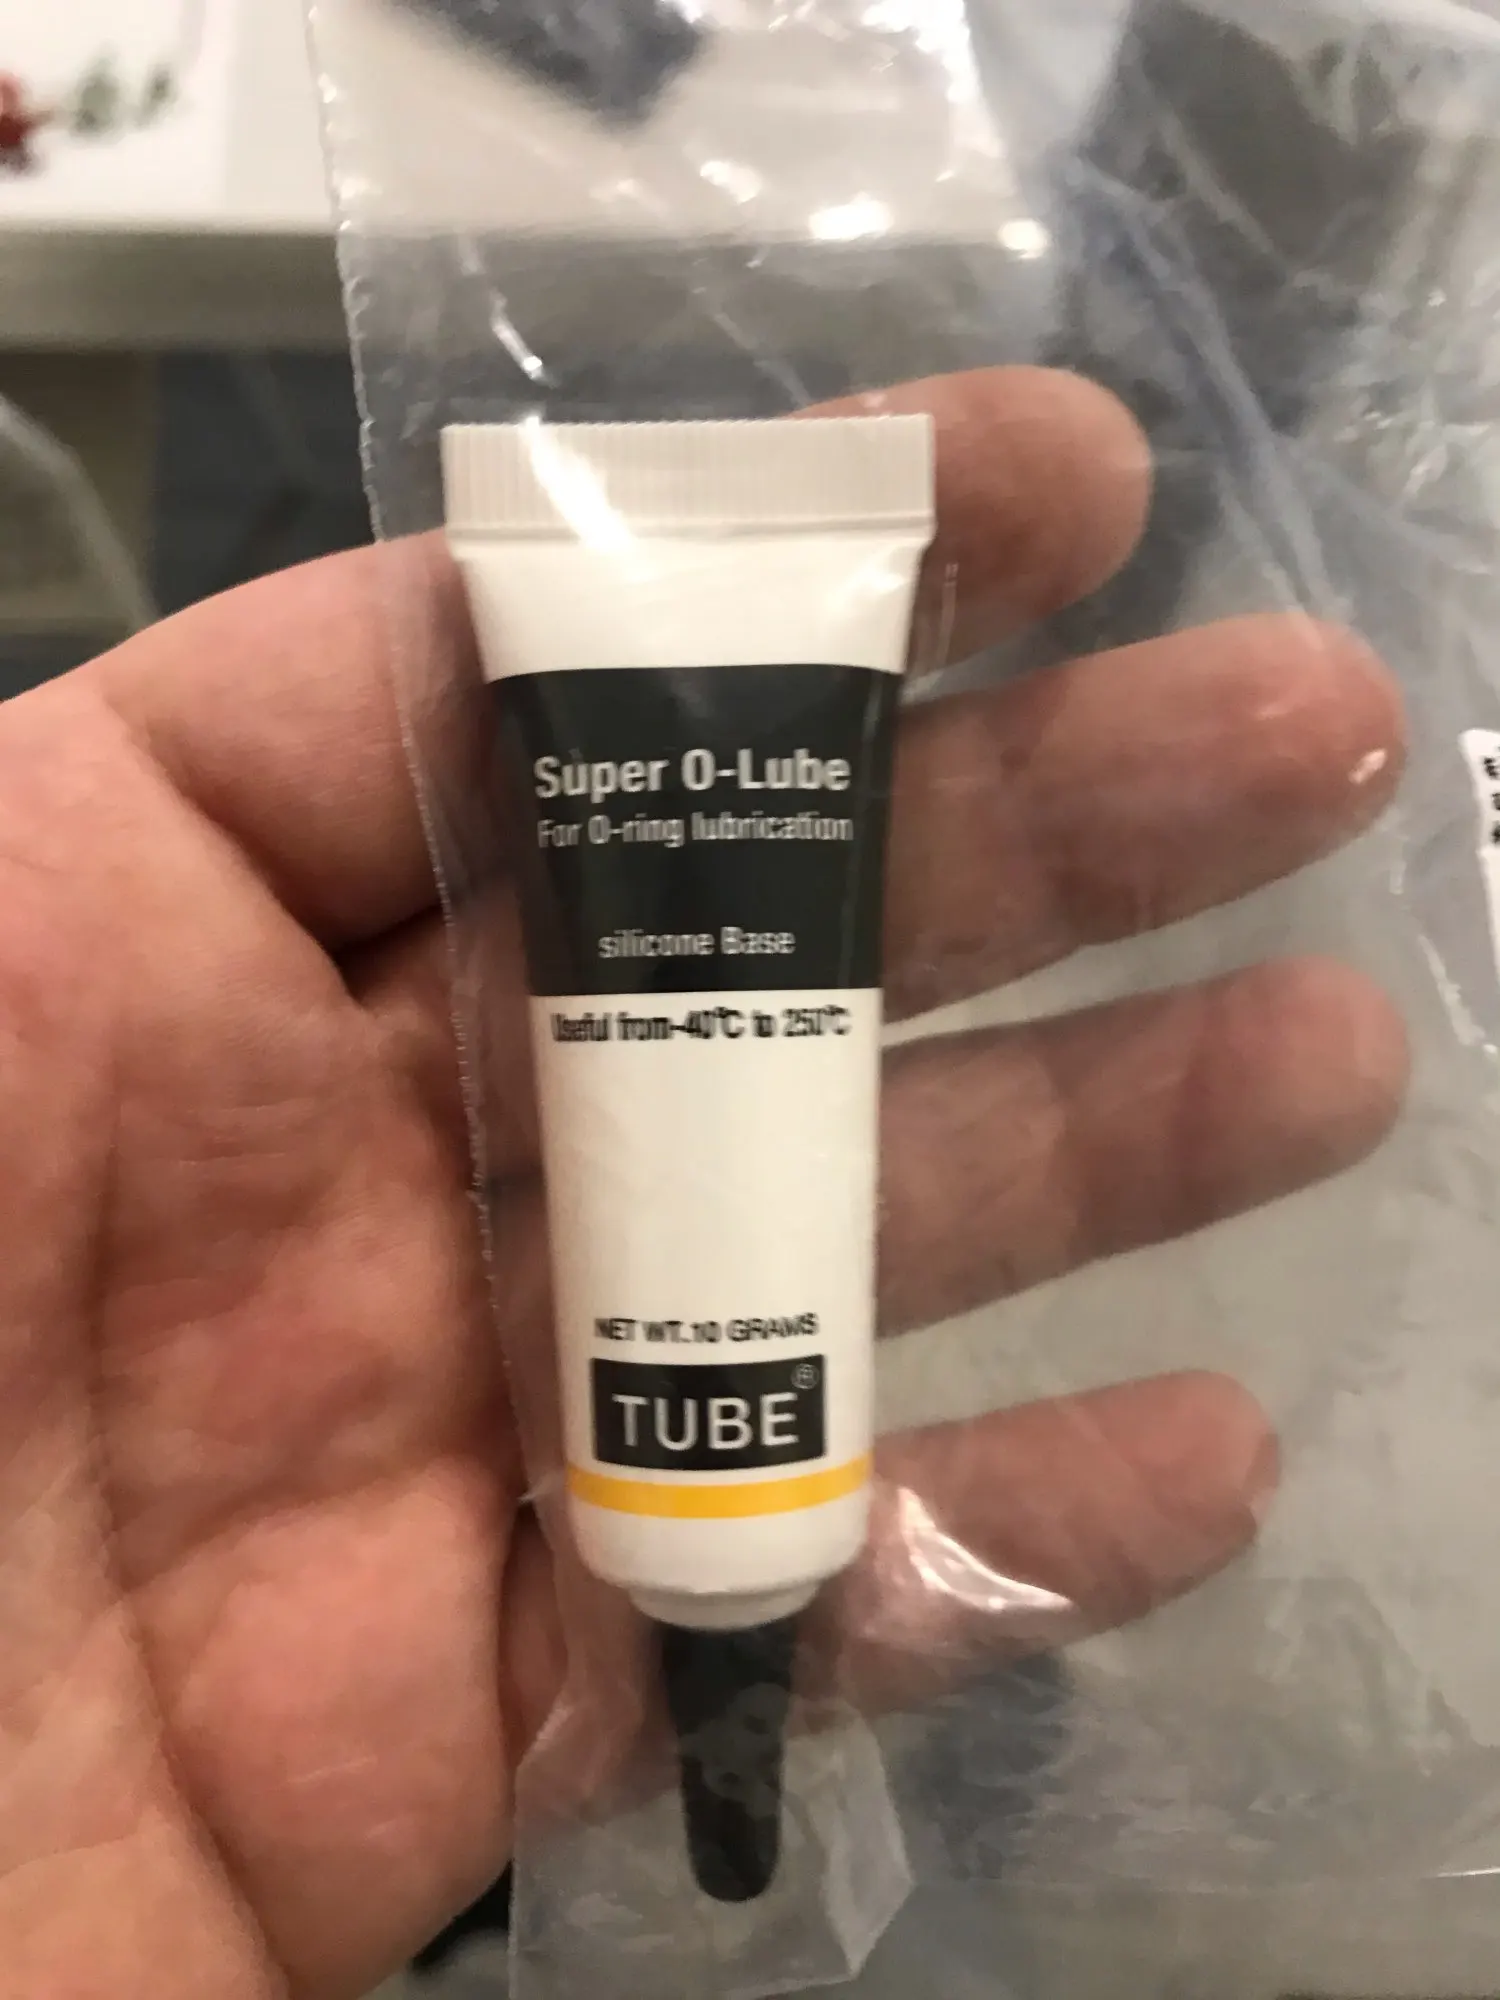 Super O-Lube
For O-ring lubrication
silicone Base
Useful from-40°C to 250°C
NET WT.10 GRAMS
TUBE®